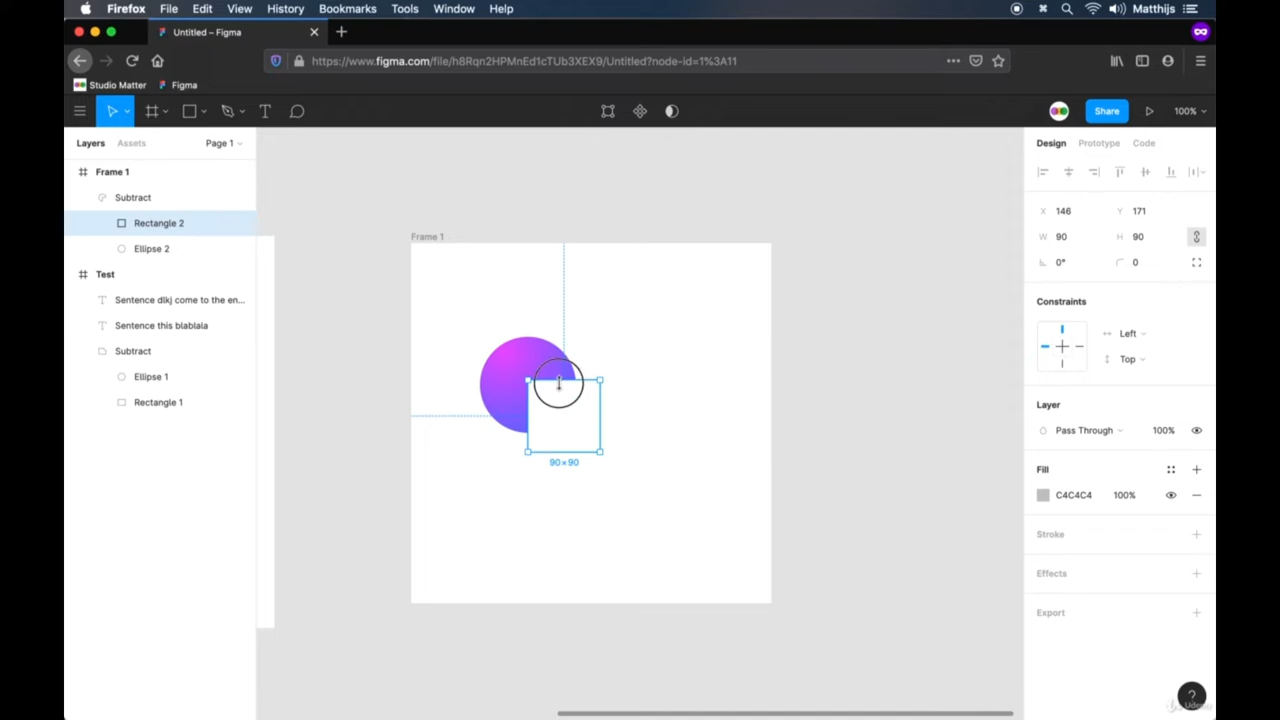 Firefox File Edit View History Bookmarks Tools Window Help Matthijs
Untitled – Figma
https://www.figma.com/file/h8Rqn2HPMnEd1cTUb3XEX9/Untitled?node-id=1%3A11
Studio Matter Figma
Share 100%
Layers Assets Page 1
Design Prototype Code
Frame 1
Subtract
Rectangle 2
Ellipse 2
Test
Sentence dlkj come to the en...
Sentence this blablala
Subtract
Ellipse 1
Rectangle 1
Frame 1
90×90
X 146 Y 171
W 90 H 90
0° 0
Constraints
Left
Top
Layer
Pass Through 100%
Fill
C4C4C4 100%
Stroke
Effects
Export
?
Udemy